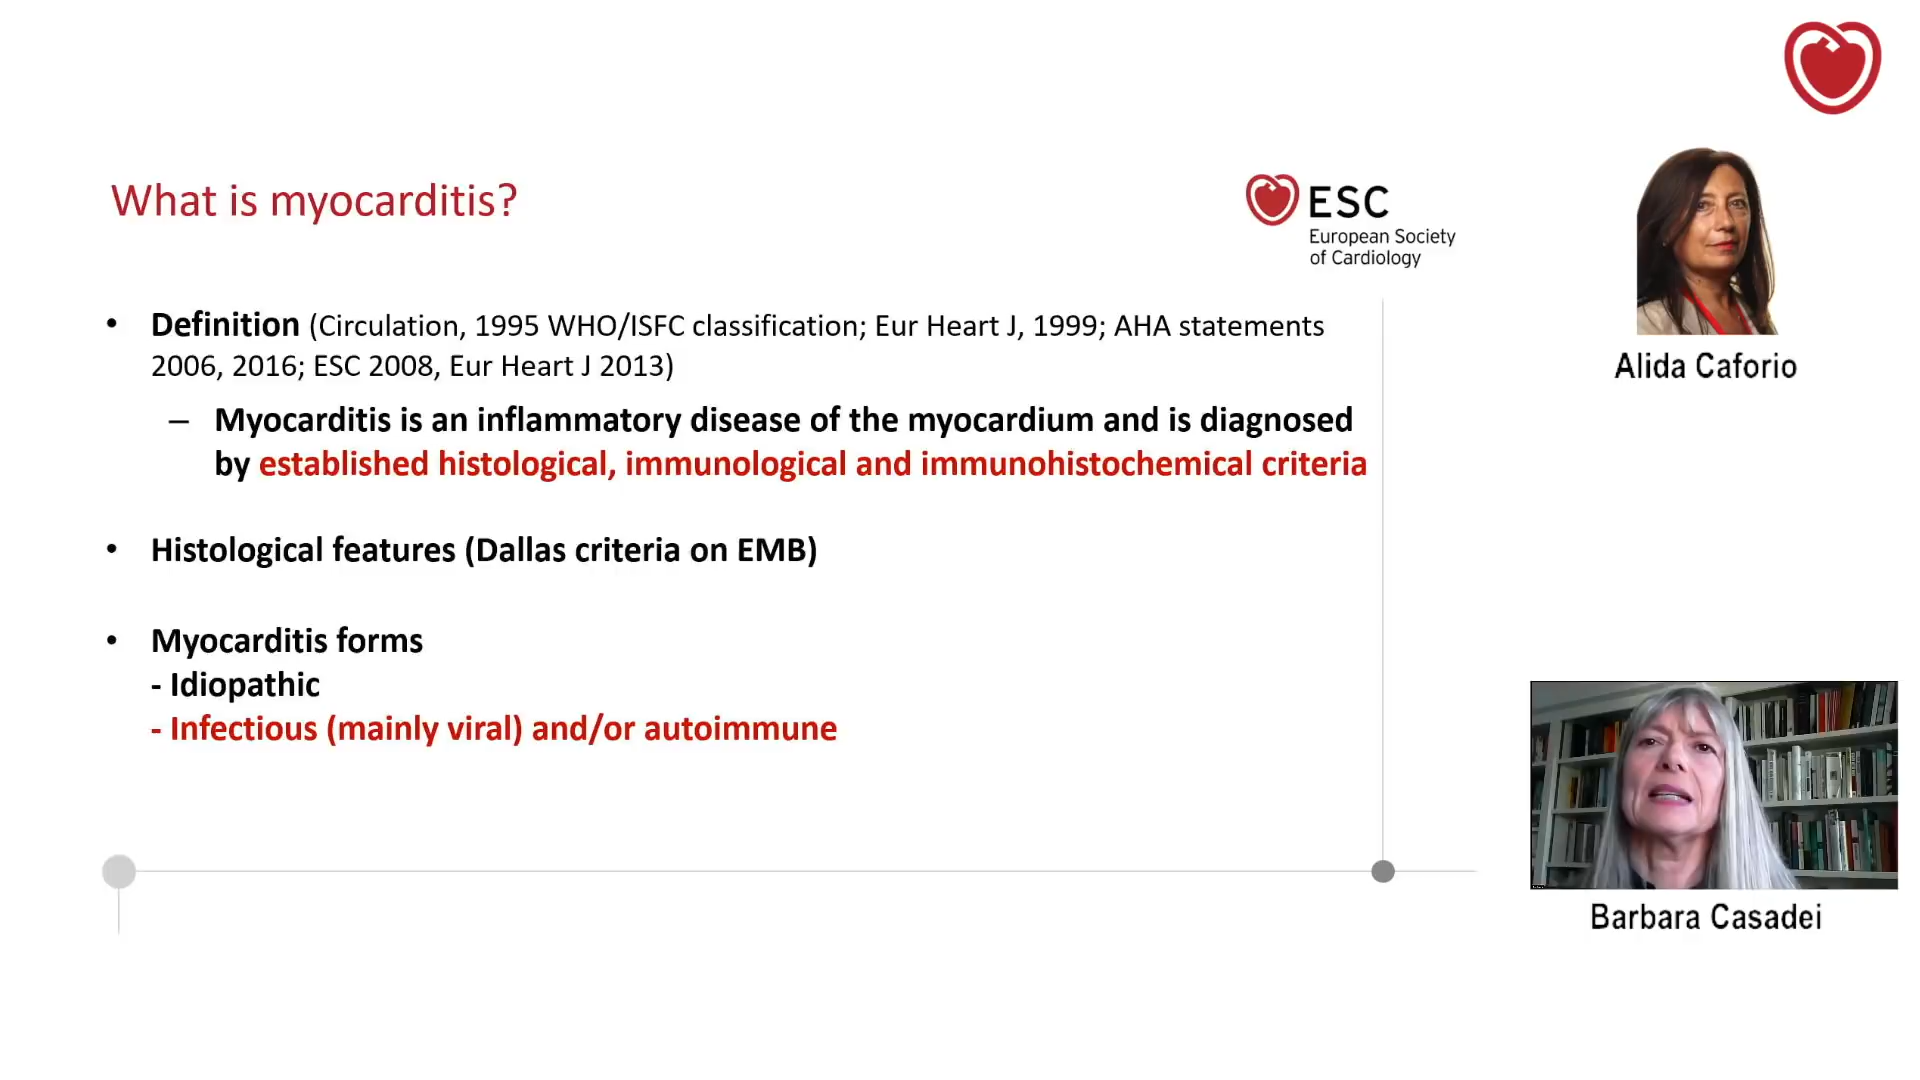 What is myocarditis?
ESC
European Society
of Cardiology
• Definition (Circulation, 1995 WHO/ISFC classification; Eur Heart J, 1999; AHA statements
2006, 2016; ESC 2008, Eur Heart J 2013)
– Myocarditis is an inflammatory disease of the myocardium and is diagnosed
by established histological, immunological and immunohistochemical criteria
• Histological features (Dallas criteria on EMB)
• Myocarditis forms
- Idiopathic
- Infectious (mainly viral) and/or autoimmune
Alida Caforio
Barbara Casadei